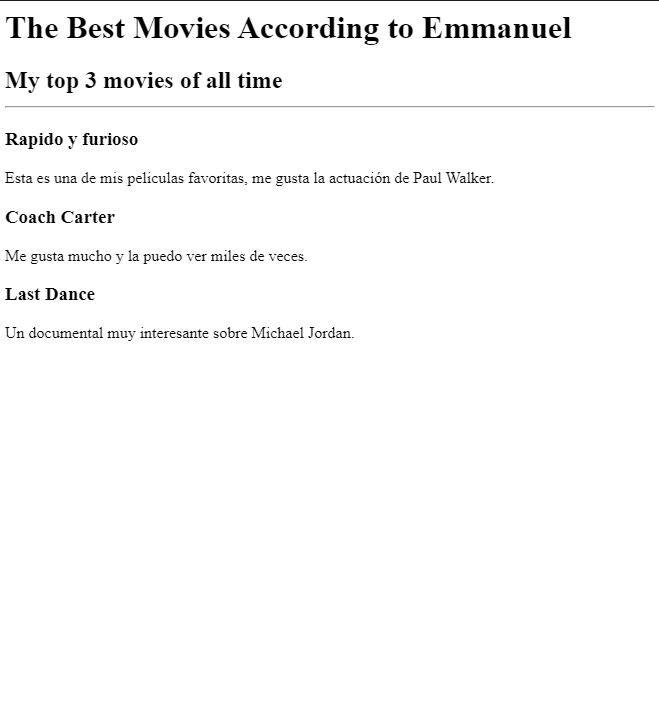 The Best Movies According to Emmanuel
My top 3 movies of all time
Rapido y furioso
Esta es una de mis peliculas favoritas, me gusta la actuación de Paul Walker.
Coach Carter
Me gusta mucho y la puedo ver miles de veces.
Last Dance
Un documental muy interesante sobre Michael Jordan.